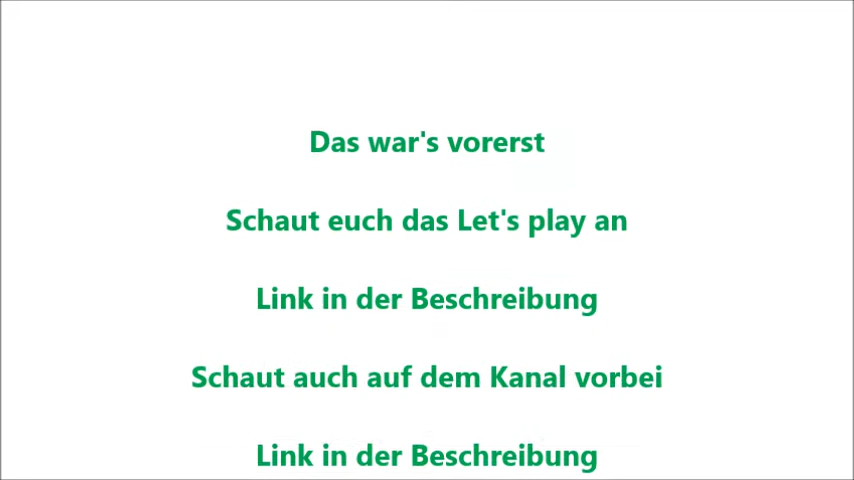 Das war's vorerst
Schaut euch das Let's play an
Link in der Beschreibung
Schaut auch auf dem Kanal vorbei
Link in der Beschreibung